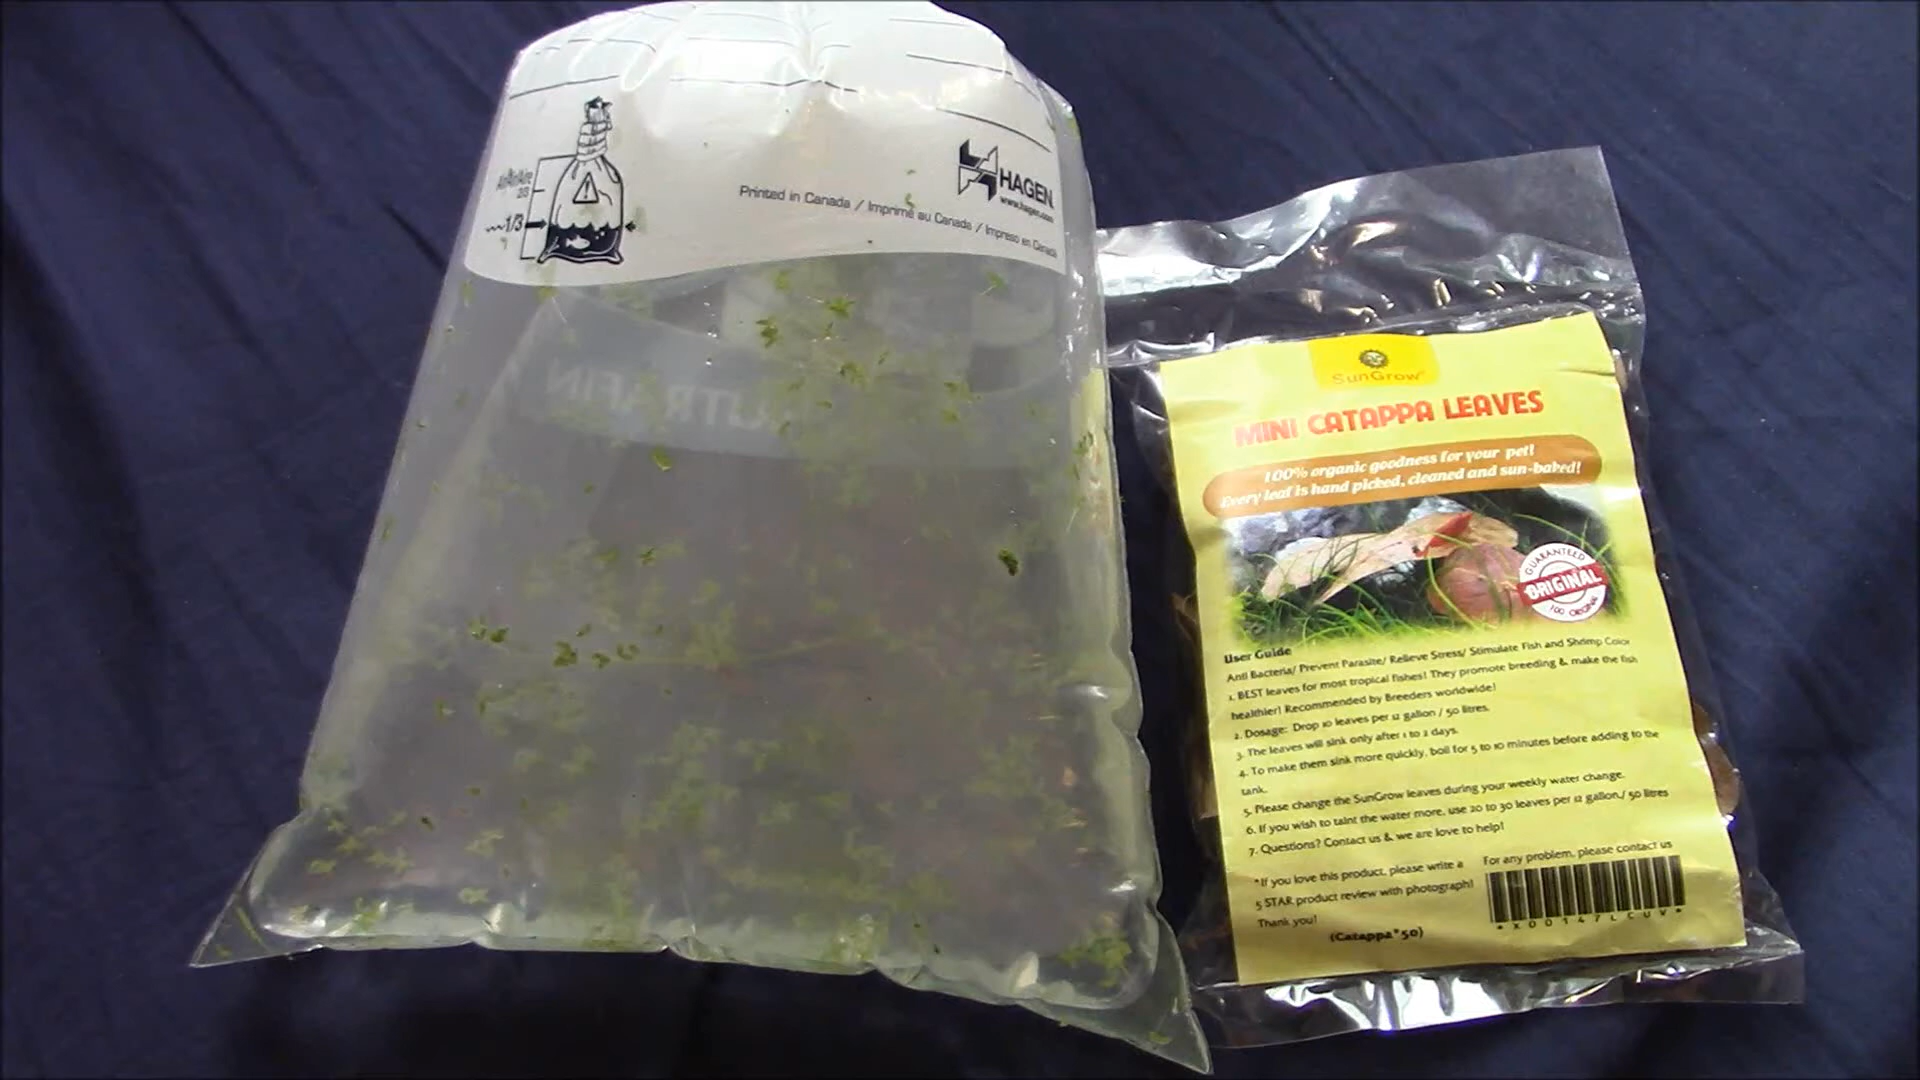 1/3
HAGEN
www.hagen.com
Printed in Canada / Imprimé au Canada / Impreso en Canada
NUTRAFIN
SunGrow
MINI CATAPPA LEAVES
100% organic goodness for your pet!
Every leaf is hand picked, cleaned and sun-baked!
GUARANTEED
ORIGINAL
User Guide
Anti Bacteria/ Prevent Parasite/ Relieve Stress/ Stimulate Fish and Shrimp Color
1. BEST leaves for most tropical fishes! They promote breeding & make the fish
healthier! Recommended by Breeders worldwide!
2. Dosage: Drop 10 leaves per 12 gallon / 50 litres.
3. The leaves will sink only after 1 to 2 days.
4. To make them sink more quickly, boil for 5 to 10 minutes before adding to the
tank.
5. Please change the SunGrow leaves during your weekly water change.
6. If you wish to taint the water more, use 20 to 30 leaves per 12 gallon./ 50 litres
7. Questions? Contact us & we are love to help!
*If you love this product, please write a
5 STAR product review with photograph!
Thank you!
(Catappa*50)
For any problem, please contact us
*X00147LCUV*